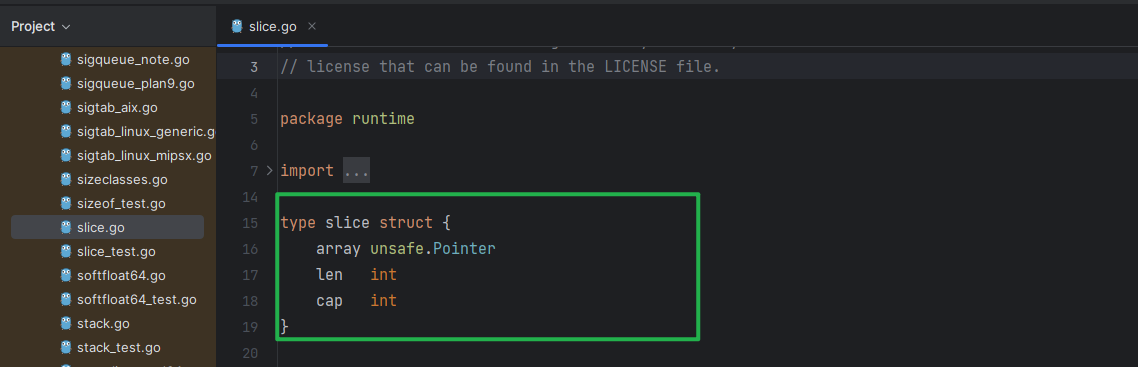 Project
sigqueue_note.go
sigqueue_plan9.go
sigtab_aix.go
sigtab_linux_generic.g
sigtab_linux_mipsx.go
sizeclasses.go
sizeof_test.go
slice.go
slice_test.go
softfloat64.go
softfloat64_test.go
stack.go
stack_test.go
slice.go ×
3 // license that can be found in the LICENSE file.
4
5 package runtime
6
7 import ...
14
15 type slice struct {
16 array unsafe.Pointer
17 len int
18 cap int
19 }
20